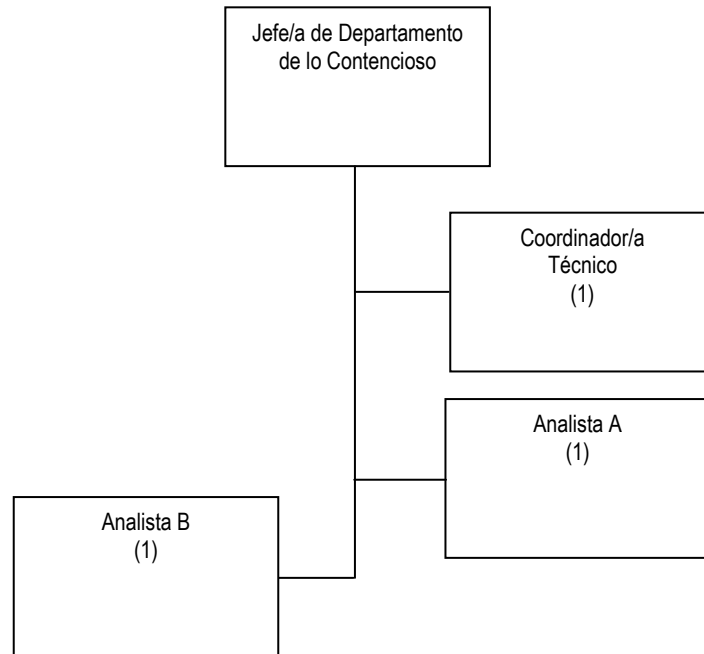 Jefe/a de Departamento
de lo Contencioso
Coordinador/a
Técnico
(1)
Analista A
(1)
Analista B
(1)